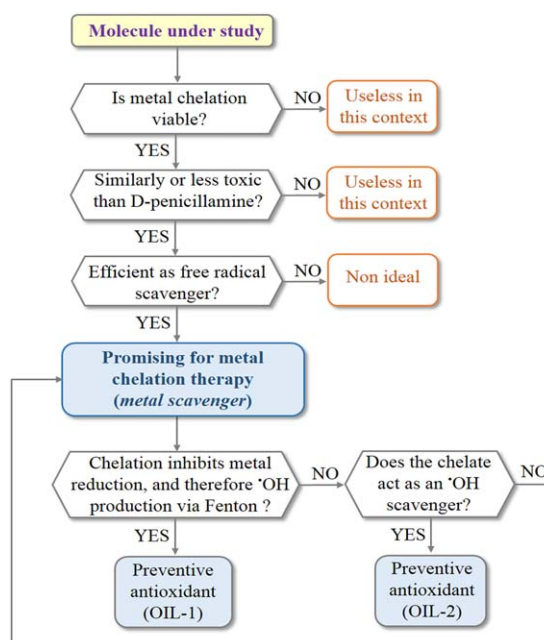 Molecule under study
Is metal chelation
viable?
NO
Useless in
this context
YES
Similarly or less toxic
than D-penicillamine?
NO
Useless in
this context
YES
Efficient as free radical
scavenger?
NO
Non ideal
YES
Promising for metal
chelation therapy
(metal scavenger)
Chelation inhibits metal
reduction, and therefore •OH
production via Fenton ?
NO
Does the chelate
act as an •OH
scavenger?
NO
YES
YES
Preventive
antioxidant
(OIL-1)
Preventive
antioxidant
(OIL-2)